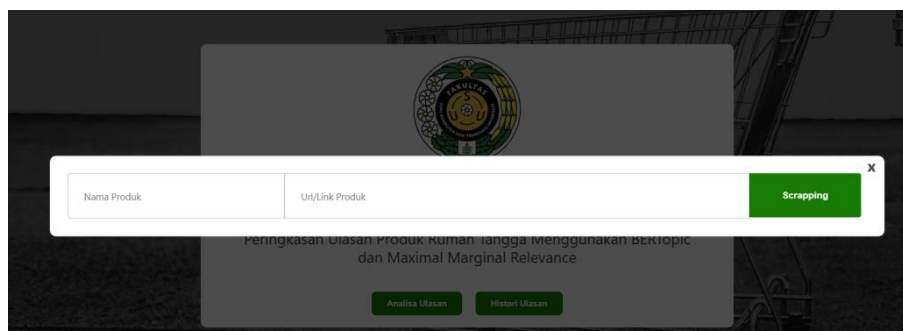 FAKULTAS
S
U U
X
Nama Produk
Url/Link Produk
Scrapping
Peringkasan Ulasan Produk Rumah Tangga Menggunakan BERTopic
dan Maximal Marginal Relevance
Analisa Ulasan
Histori Ulasan